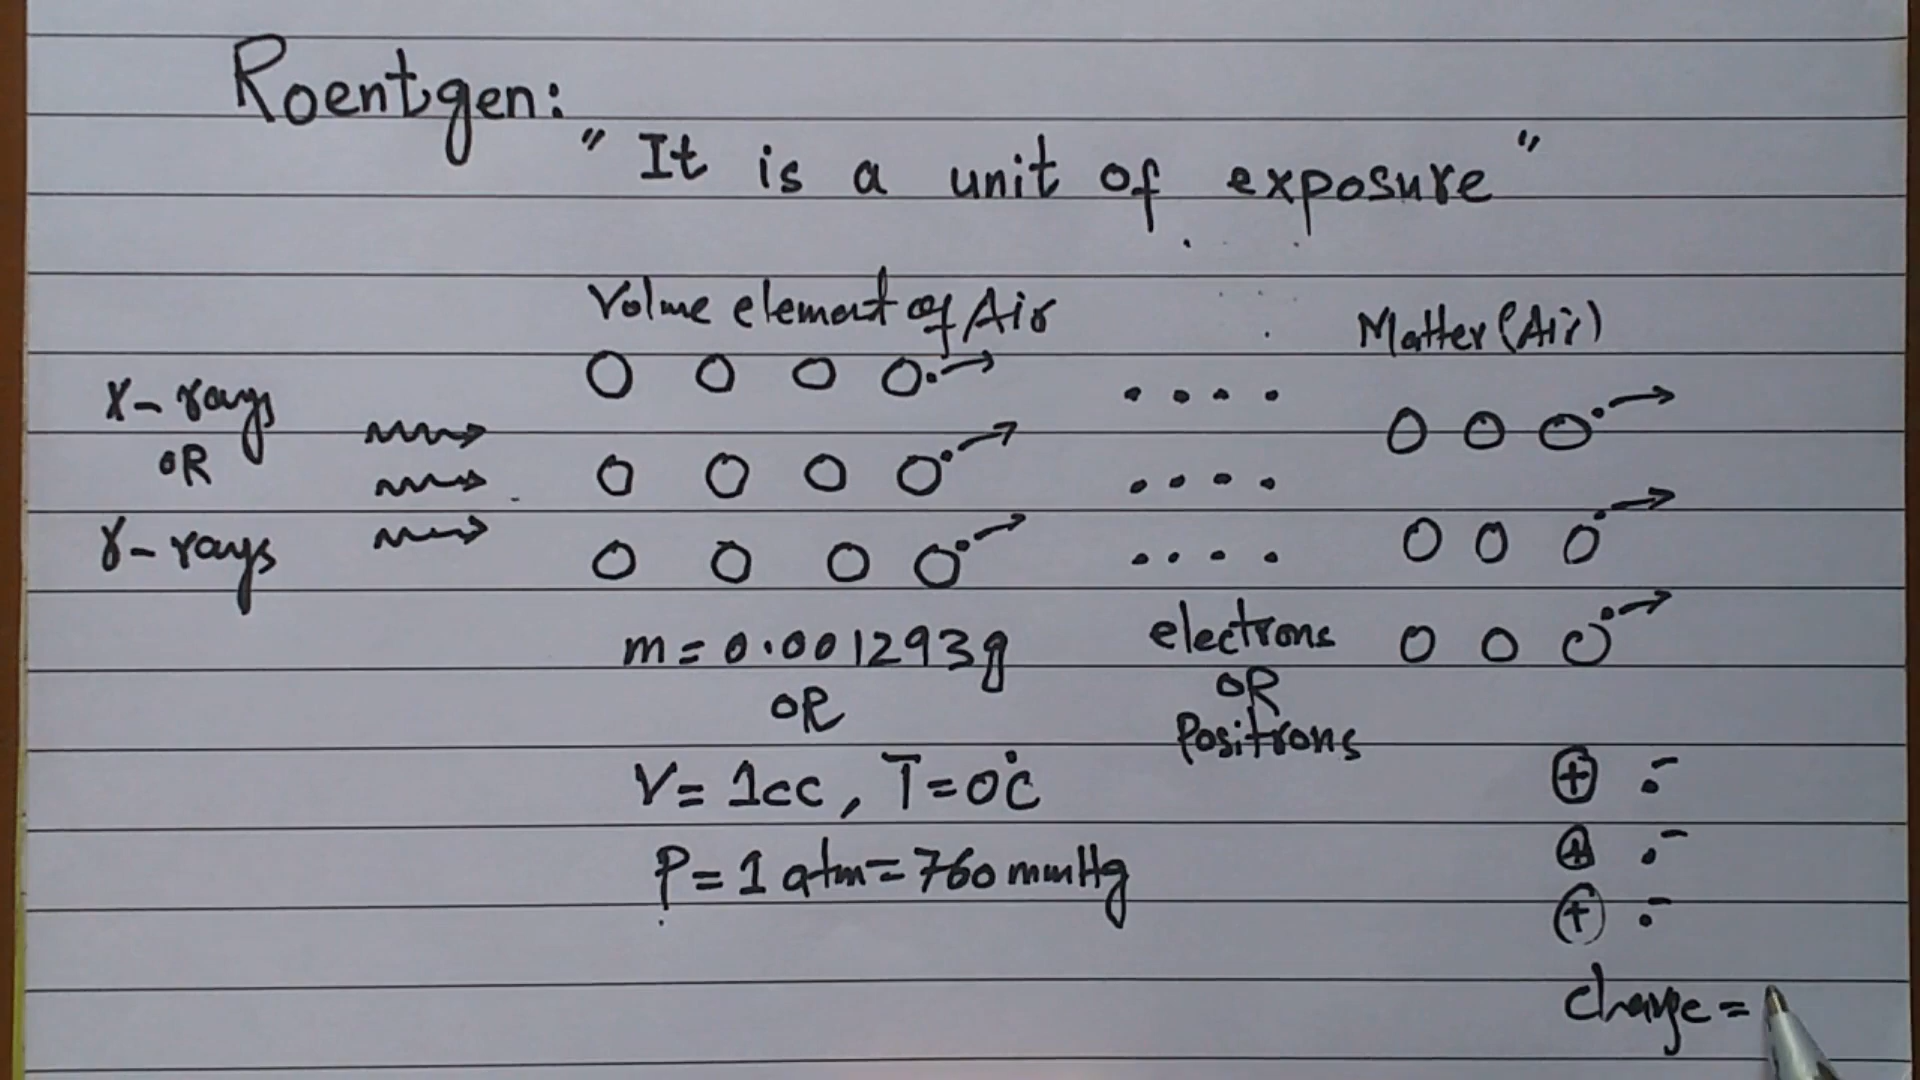 Roentgen:
" It is a unit of exposure "
Volume element of Air
Matter (Air)
X- rays
OR
γ- rays
m = 0.001293g
OR
V = 1cc, T = 0°C
P = 1 atm = 760 mmHg
electrons
OR
Positrons
+ -
+ -
+ -
Charge =